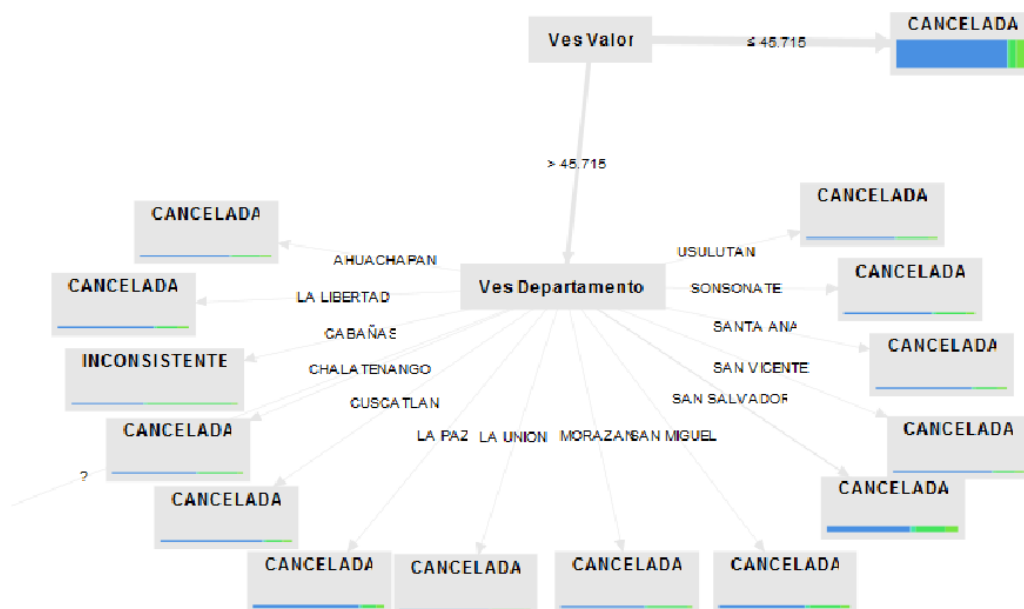 CANCELADA
Ves Valor
≤ 45.715
> 45.715
CANCELADA
CANCELADA
AHUACHAPAN
USULUTAN
CANCELADA
CANCELADA
LA LIBERTAD
Ves Departamento
SONSONATE
CABAÑAS
SANTA ANA
INCONSISTENTE
CHALATENANGO
SAN VICENTE
CANCELADA
CUSCATLAN
SAN SALVADOR
CANCELADA
LA PAZ
LA UNION
MORAZAN
SAN MIGUEL
CANCELADA
?
CANCELADA
CANCELADA
CANCELADA
CANCELADA
CANCELADA
CANCELADA